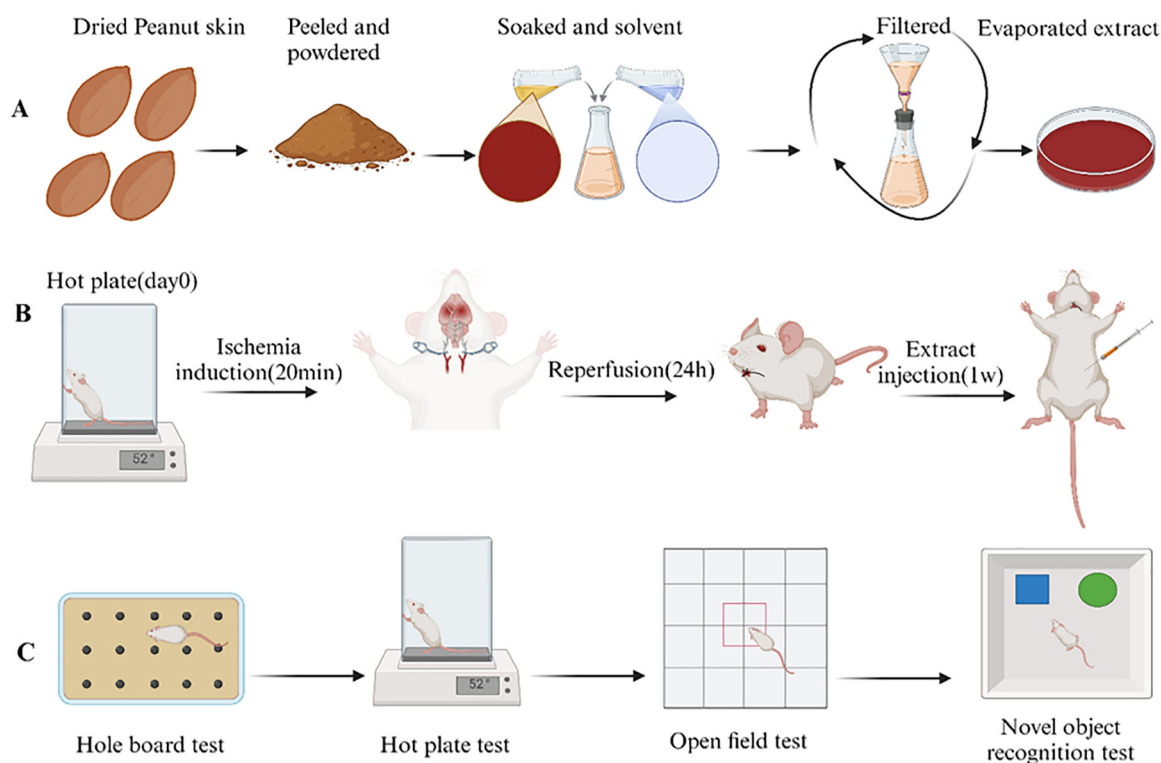 Dried Peanut skin
Peeled and
powdered
Soaked and solvent
Filtered
Evaporated extract
A
B
Hot plate(day0)
52°
Ischemia
induction(20min)
Reperfusion(24h)
Extract
injection(1w)
C
52°
Hole board test
Hot plate test
Open field test
Novel object
recognition test